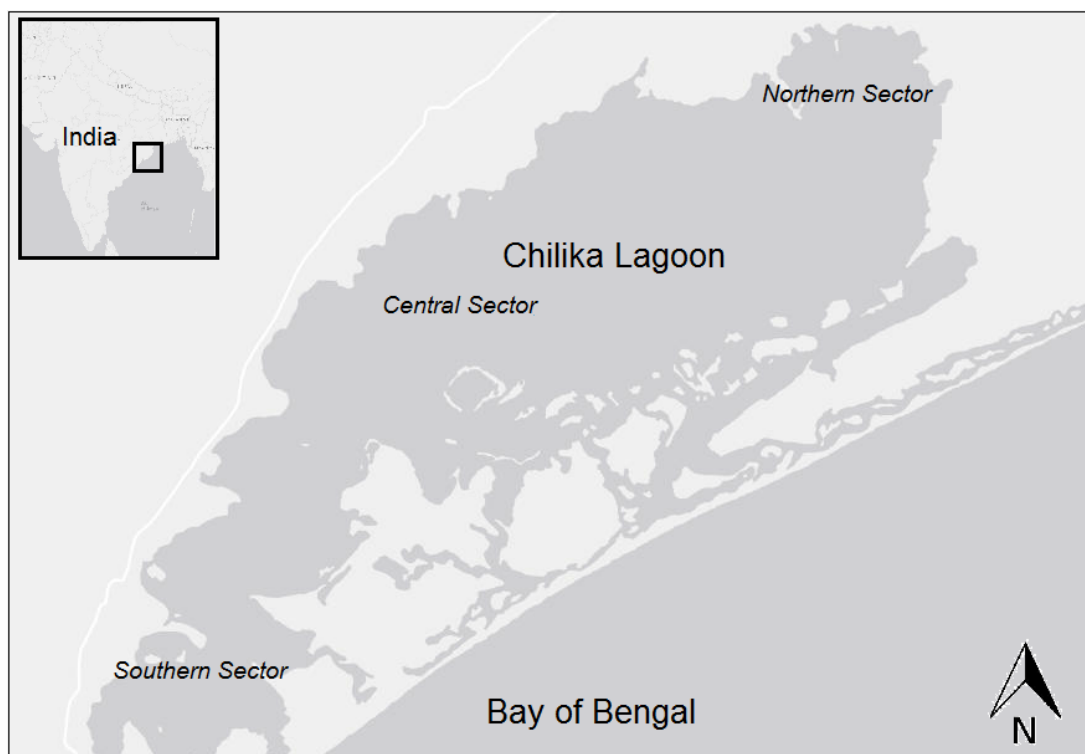 India
Northern Sector
Chilika Lagoon
Central Sector
Southern Sector
Bay of Bengal
N